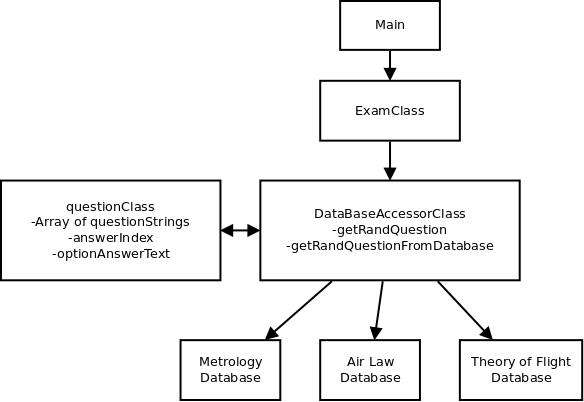 Main
ExamClass
questionClass
-Array of questionStrings
-answerIndex
-optionAnswerText
DataBaseAccessorClass
-getRandQuestion
-getRandQuestionFromDatabase
Metrology
Database
Air Law
Database
Theory of Flight
Database